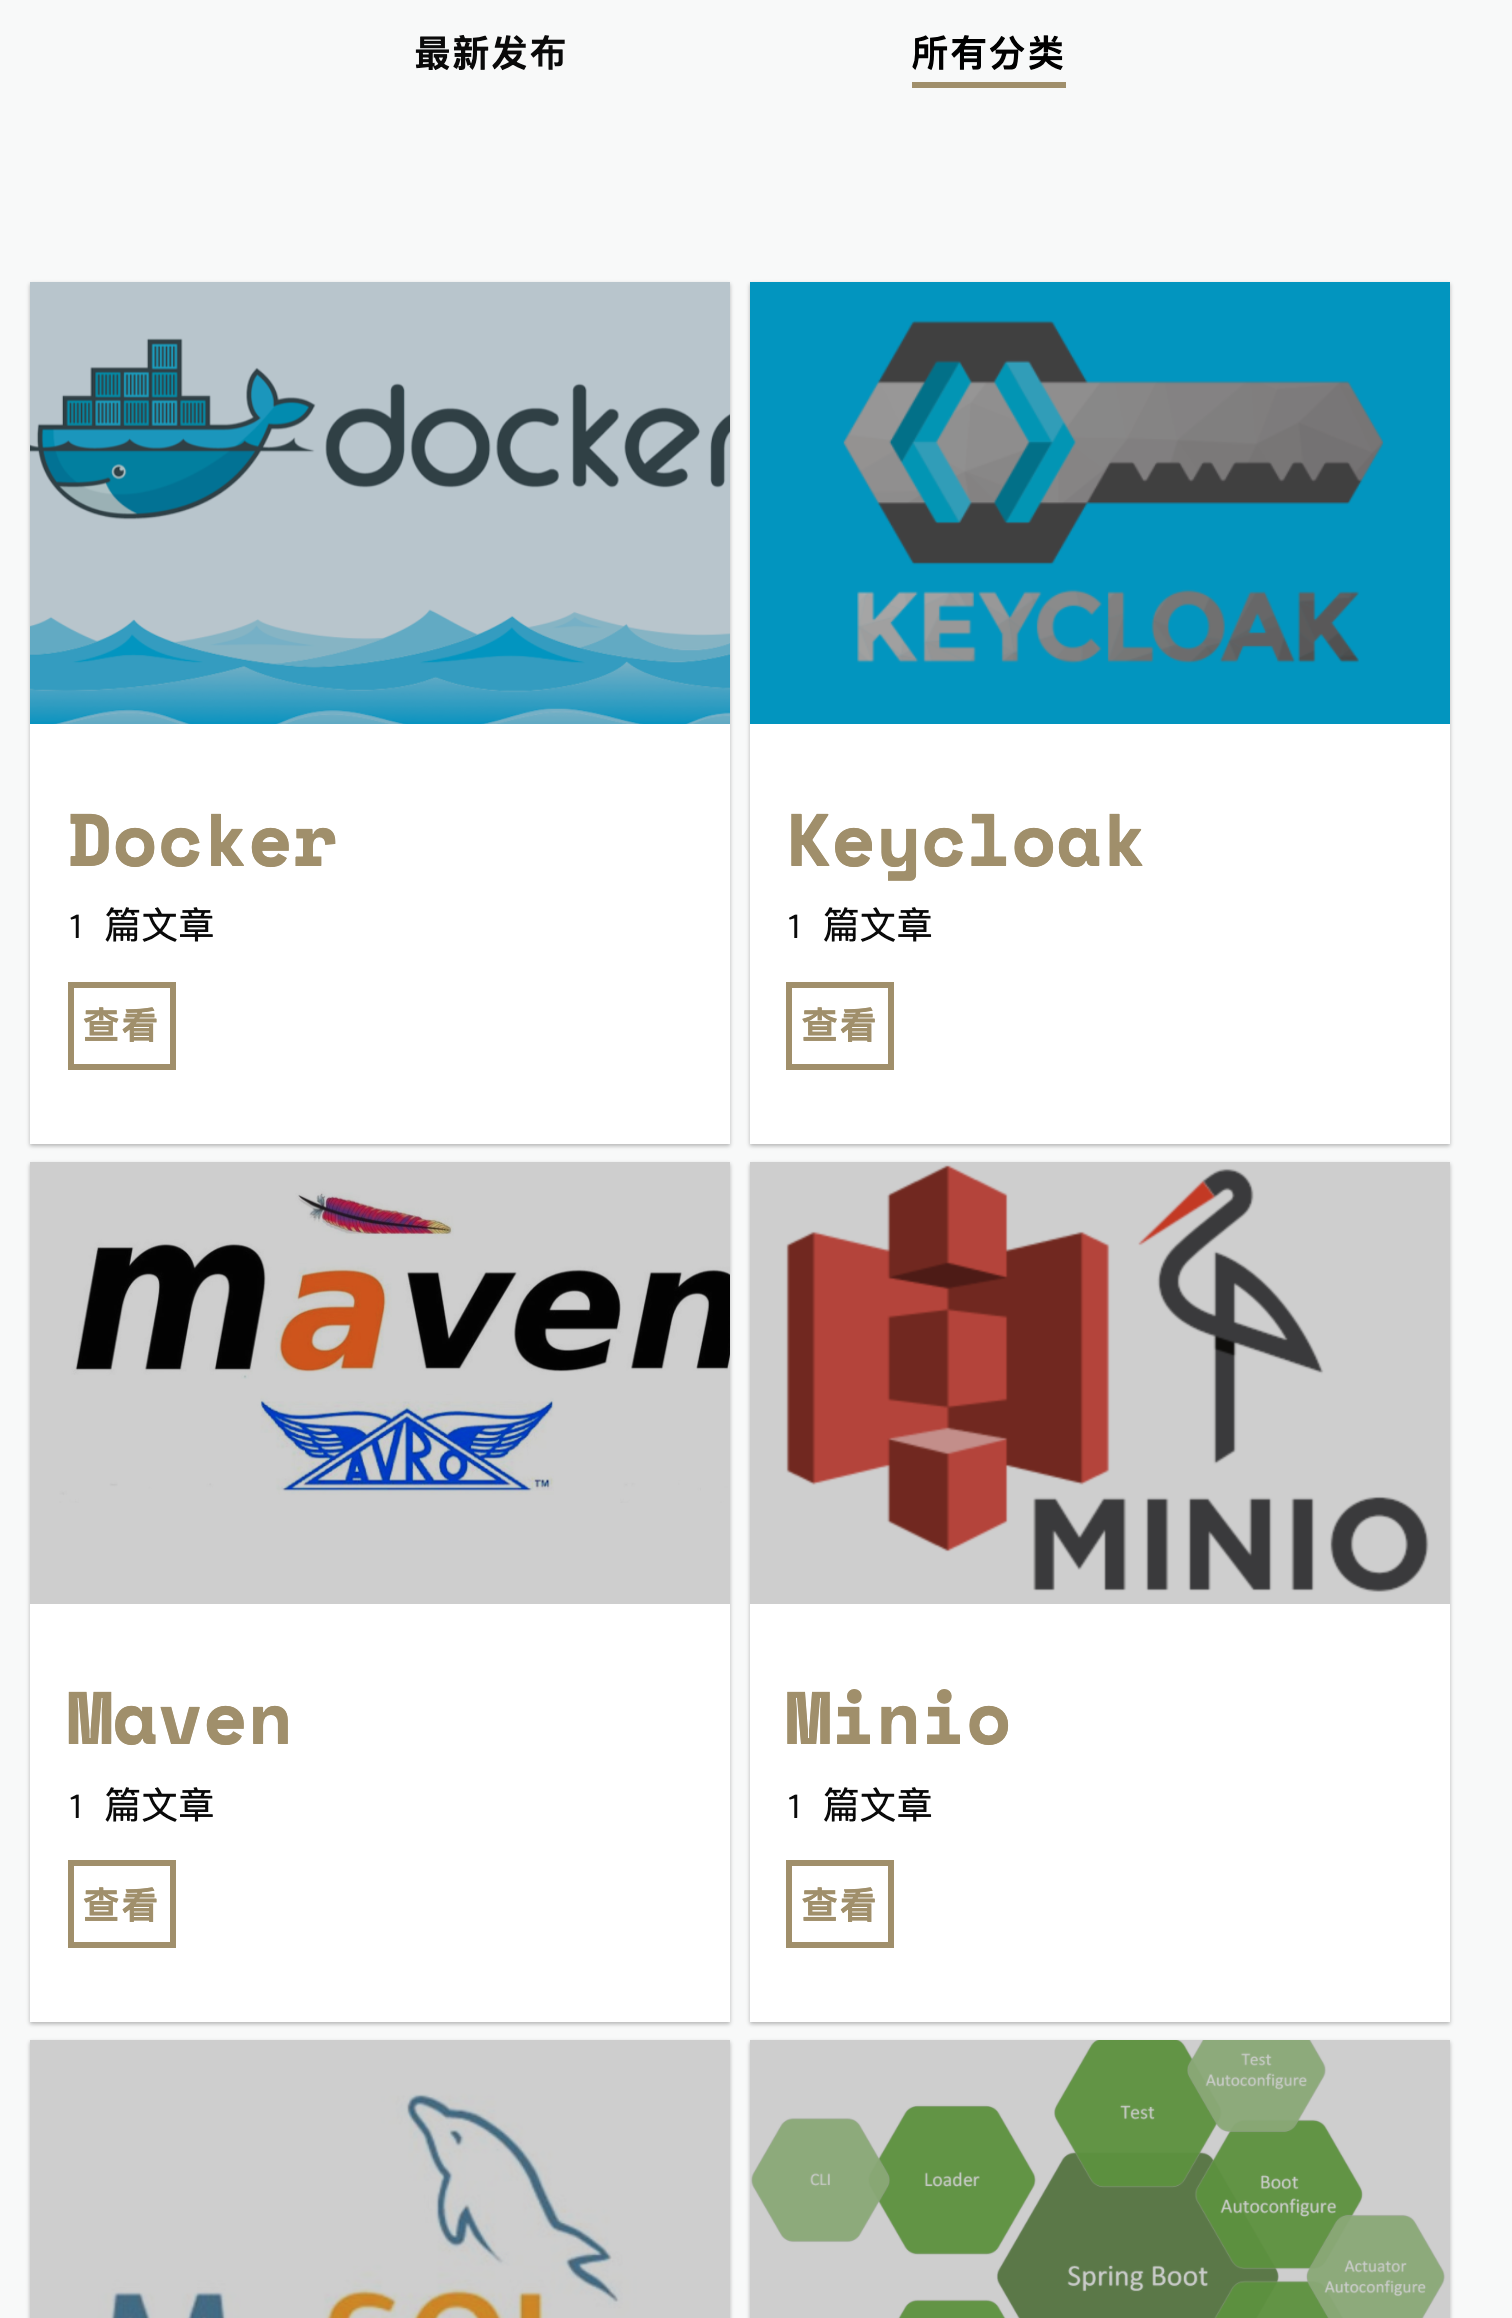 最新发布
所有分类
docker
KEYCLOAK
Docker
Keycloak
1 篇文章
1 篇文章
查看
查看
maven
AVRO
TM
MINIO
Maven
Minio
1 篇文章
1 篇文章
查看
查看
MySQL
Test
Autoconfigure
Test
CLI
Loader
Boot
Autoconfigure
Spring Boot
Actuator
Autoconfigure